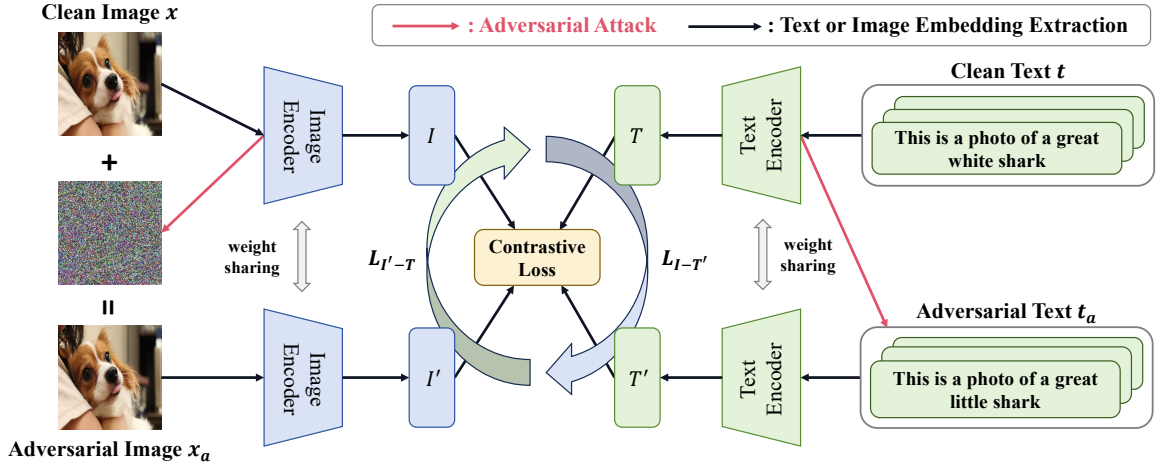 Clean Image x
: Adversarial Attack
: Text or Image Embedding Extraction
+
=
Adversarial Image xₐ
Image
Encoder
I
T
Text
Encoder
Clean Text t
This is a photo of a great
white shark
weight
sharing
L_{I′−T}
Contrastive
Loss
L_{I−T′}
weight
sharing
Image
Encoder
I′
T′
Text
Encoder
Adversarial Text tₐ
This is a photo of a great
little shark